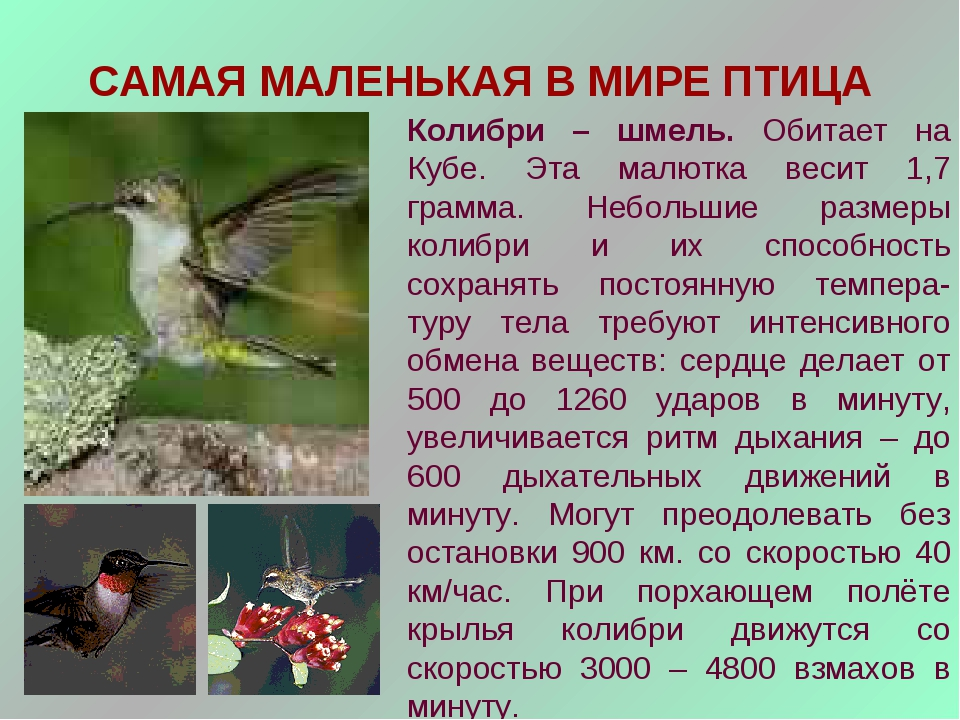 САМАЯ МАЛЕНЬКАЯ В МИРЕ ПТИЦА
Колибри – шмель. Обитает на
Кубе. Эта малютка весит 1,7
грамма. Небольшие размеры
колибри и их способность
сохранять постоянную темпера-
туру тела требуют интенсивного
обмена веществ: сердце делает от
500 до 1260 ударов в минуту,
увеличивается ритм дыхания – до
600 дыхательных движений в
минуту. Могут преодолевать без
остановки 900 км. со скоростью 40
км/час. При порхающем полёте
крылья колибри движутся со
скоростью 3000 – 4800 взмахов в
минуту.